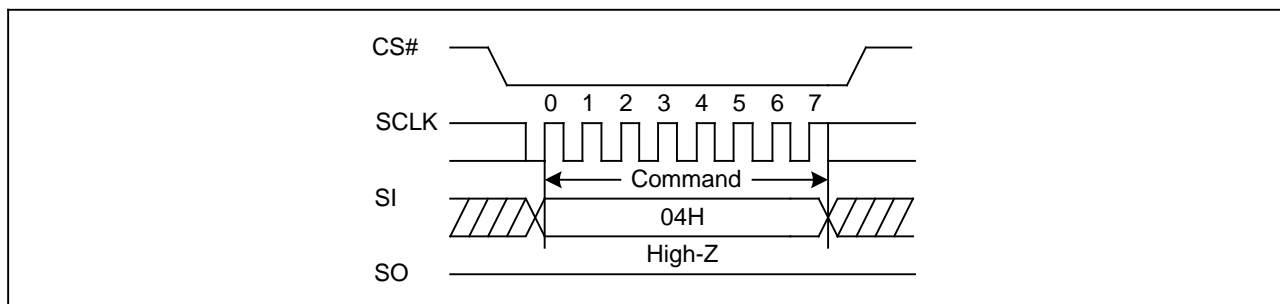 CS#
0 1 2 3 4 5 6 7
SCLK
Command
SI
04H
High-Z
SO